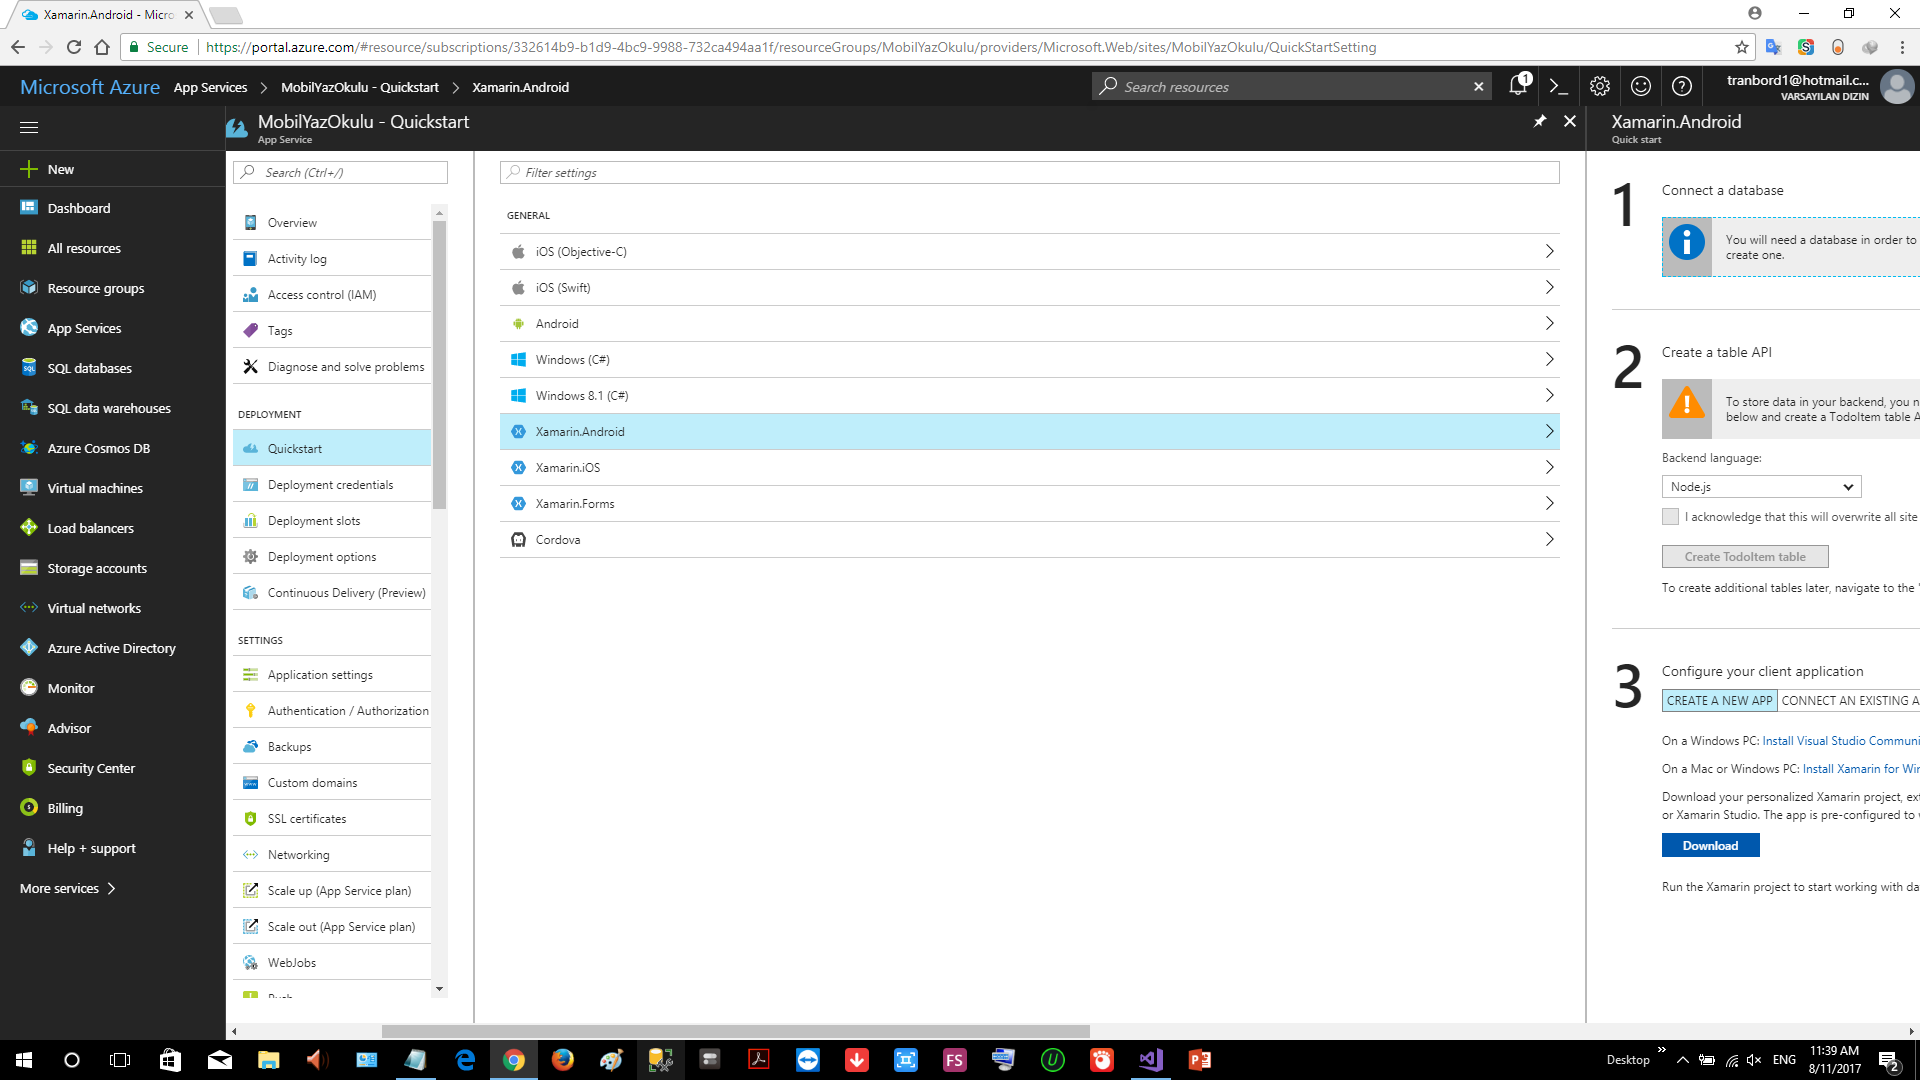 Xamarin.Android - Micro
Secure
https://portal.azure.com/#resource/subscriptions/332614b9-b1d9-4bc9-9988-732ca494aa1f/resourceGroups/MobilYazOkulu/providers/Microsoft.Web/sites/MobilYazOkulu/QuickStartSetting
Microsoft Azure
App Services
MobilYazOkulu - Quickstart
Xamarin.Android
Search resources
1
tranbord1@hotmail.c...
VARSAYILAN DIZIN
New
Dashboard
All resources
Resource groups
App Services
SQL databases
SQL data warehouses
Azure Cosmos DB
Virtual machines
Load balancers
Storage accounts
Virtual networks
Azure Active Directory
Monitor
Advisor
Security Center
Billing
Help + support
More services
MobilYazOkulu - Quickstart
App Service
Search (Ctrl+/)
Overview
Activity log
Access control (IAM)
Tags
Diagnose and solve problems
DEPLOYMENT
Quickstart
Deployment credentials
Deployment slots
Deployment options
Continuous Delivery (Preview)
SETTINGS
Application settings
Authentication / Authorization
Backups
Custom domains
SSL certificates
Networking
Scale up (App Service plan)
Scale out (App Service plan)
WebJobs
Push
Filter settings
GENERAL
iOS (Objective-C)
iOS (Swift)
Android
Windows (C#)
Windows 8.1 (C#)
Xamarin.Android
Xamarin.iOS
Xamarin.Forms
Cordova
Xamarin.Android
Quick start
1
Connect a database
You will need a database in order to
create one.
2
Create a table API
To store data in your backend, you n
below and create a TodoItem table A
Backend language:
Node.js
I acknowledge that this will overwrite all site
Create TodoItem table
To create additional tables later, navigate to the '
3
Configure your client application
CREATE A NEW APP
CONNECT AN EXISTING A
On a Windows PC: Install Visual Studio Communi
On a Mac or Windows PC: Install Xamarin for Wi
Download your personalized Xamarin project, ext
or Xamarin Studio. The app is pre-configured to
Download
Run the Xamarin project to start working with da
FS
Desktop
ENG
11:39 AM
8/11/2017
2